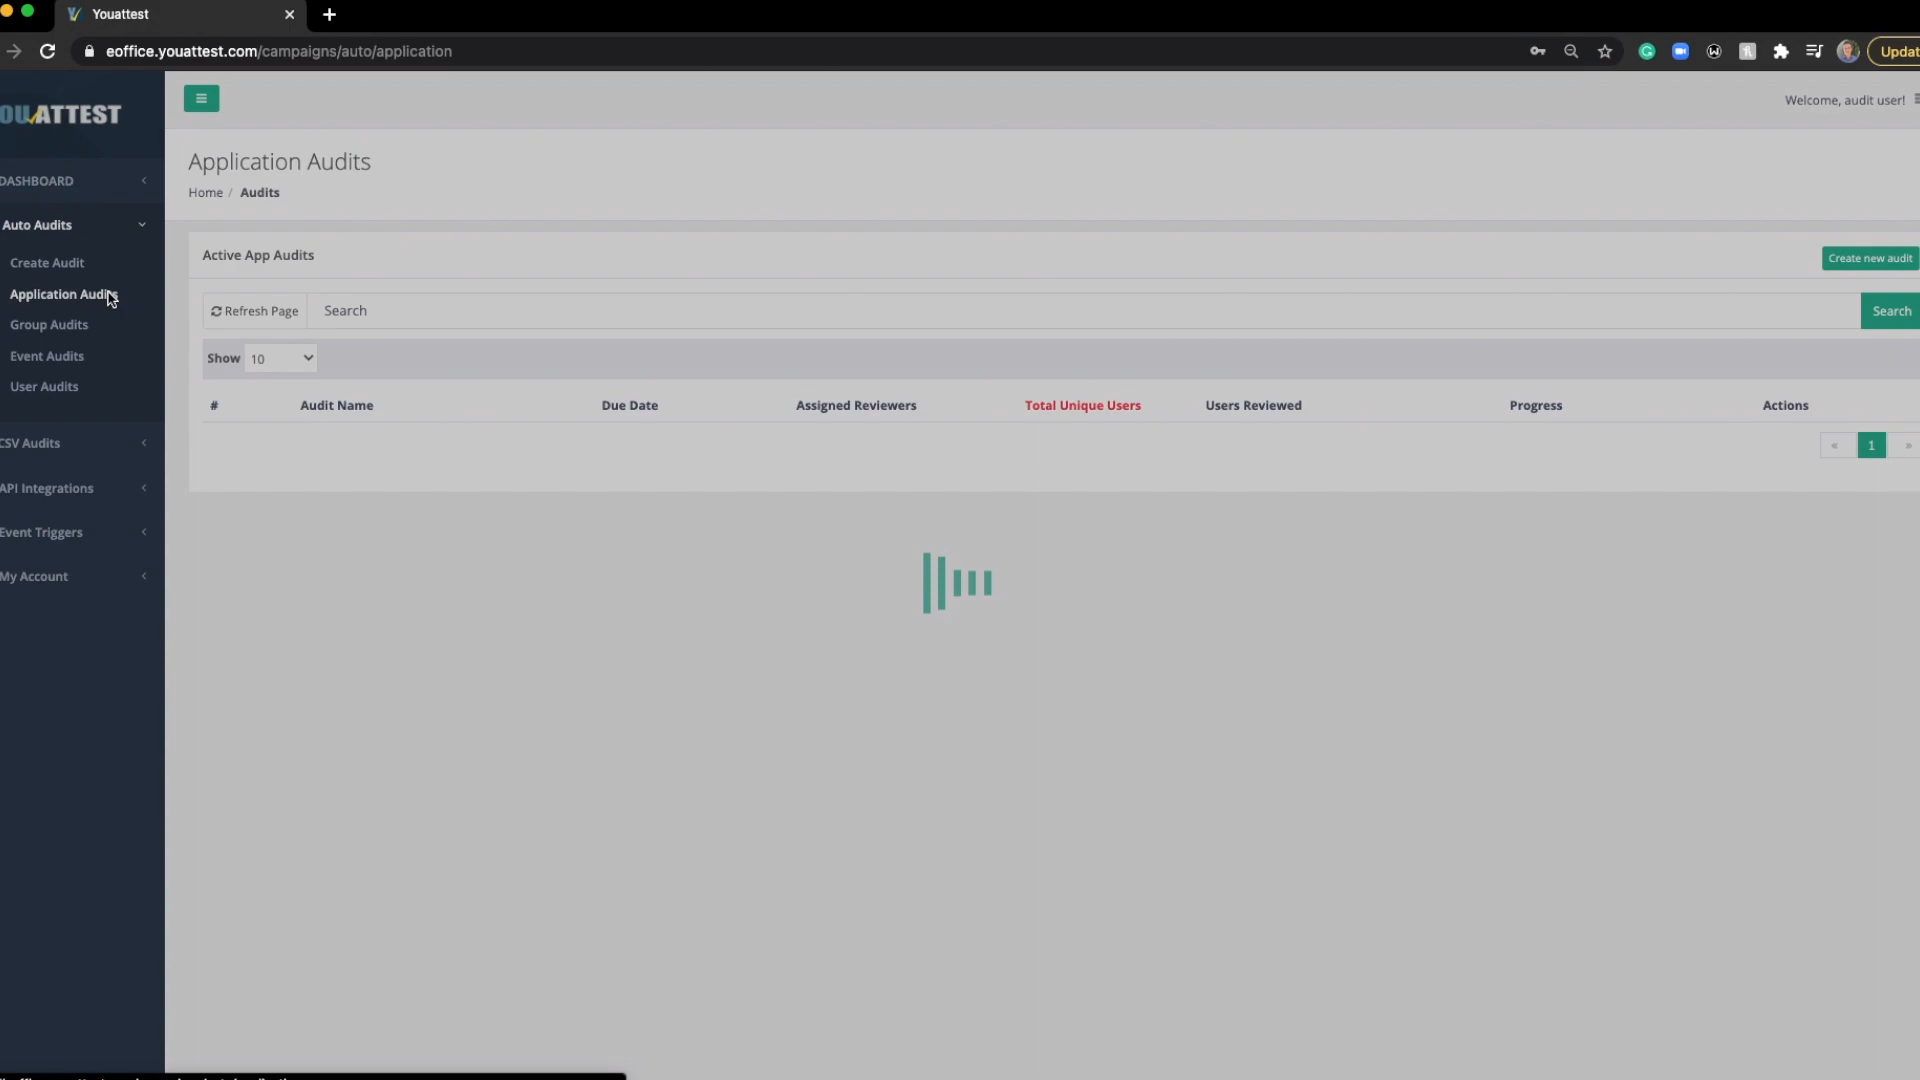 Youattest
eoffice.youattest.com/campaigns/auto/application
Updat
OUATTEST
Welcome, audit user!
DASHBOARD
Auto Audits
Create Audit
Application Audits
Group Audits
Event Audits
User Audits
CSV Audits
API Integrations
Event Triggers
My Account
Application Audits
Home / Audits
Active App Audits
Create new audit
Refresh Page
Search
Search
Show 10
# Audit Name Due Date Assigned Reviewers Total Unique Users Users Reviewed Progress Actions
« 1 »